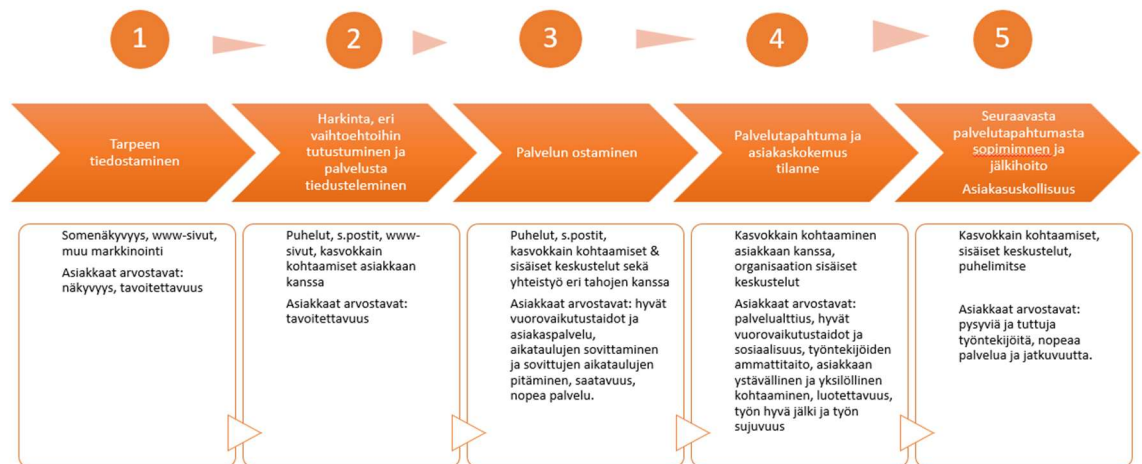 1
2
3
4
5
Tarpeen
tiedostaminen
Harkinta, eri
vaihtoehtoihin
tutustuminen ja
palvelusta
tiedusteleminen
Palvelun ostaminen
Palvelutapahtuma ja
asiakaskokemus
tilanne
Seuraavasta
palvelutapahtumasta
sopimimnen ja
jälkihoito
Asiakasuskollisuus
Somenäkyvyys, www-sivut,
muu markkinointi
Asiakkaat arvostavat:
näkyvyys, tavoitettavuus
Puhelut, s.postit, www-
sivut, kasvokkain
kohtaamiset asiakkaan
kanssa
Asiakkaat arvostavat:
tavoitettavuus
Puhelut, s.postit,
kasvokkain kohtaamiset &
sisäiset keskustelut sekä
yhteistyö eri tahojen kanssa
Asiakkaat arvostavat: hyvät
vuorovaikutustaidot ja
asiakaspalvelu,
aikataulujen sovittaminen
ja sovittujen aikataulujen
pitäminen, saatavuus,
nopea palvelu.
Kasvokkain kohtaaminen
asiakkaan kanssa,
organisaation sisäiset
keskustelut
Asiakkaat arvostavat:
palvelualttius, hyvät
vuorovaikutustaidot ja
sosiaalisuus, työntekijöiden
ammattitaito, asiakkaan
ystävällinen ja yksilöllinen
kohtaaminen, luotettavuus,
työn hyvä jälki ja työn
sujuvuus
Kasvokkain kohtaamiset,
sisäiset keskustelut,
puhelimitse
Asiakkaat arvostavat:
pysyviä ja tuttuja
työntekijöitä, nopeaa
palvelua ja jatkuvuutta.